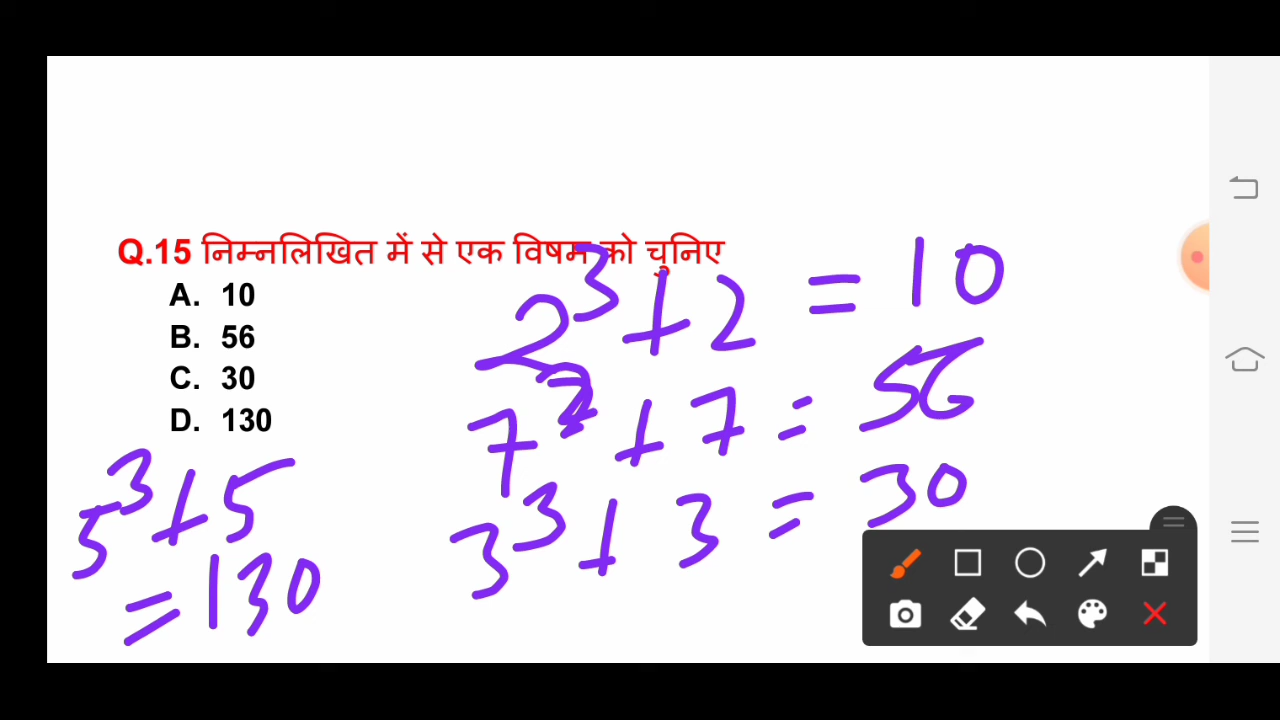 Q.15 निम्नलिखित में से एक विषम को चुनिए
A. 10
B. 56
C. 30
D. 130
2³+2 = 10
7²+7 = 56
3³+3 = 30
5³+5
= 130